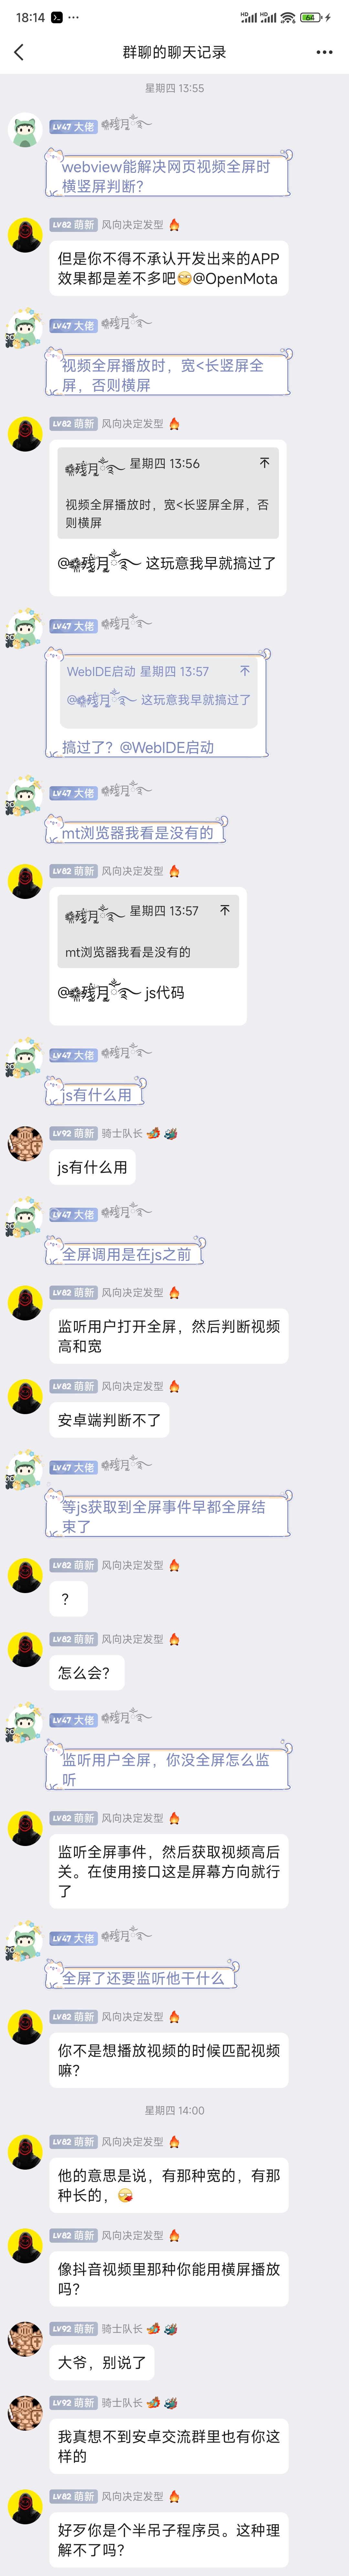 18:14
HD
HD
64
群聊的聊天记录
星期四 13:55
LV47 大佬 残月
webview能解决网页视频全屏时
横竖屏判断?
LV82 萌新 风向决定发型
但是你不得不承认开发出来的APP
效果都是差不多吧@OpenMota
LV47 大佬 残月
视频全屏播放时，宽<长竖屏全
屏，否则横屏
LV82 萌新 风向决定发型
残月 星期四 13:56
视频全屏播放时，宽<长竖屏全屏，否
则横屏
@残月 这玩意我早就搞过了
LV47 大佬 残月
WebIDE启动 星期四 13:57
@残月 这玩意我早就搞过了
搞过了？@WebIDE启动
LV47 大佬 残月
mt浏览器我看是没有的
LV82 萌新 风向决定发型
残月 星期四 13:57
mt浏览器我看是没有的
@残月 js代码
LV47 大佬 残月
js有什么用
LV92 萌新 骑士队长
js有什么用
LV47 大佬 残月
全屏调用是在js之前
LV82 萌新 风向决定发型
监听用户打开全屏，然后判断视频
高和宽
LV82 萌新 风向决定发型
安卓端判断不了
LV47 大佬 残月
等js获取到全屏事件早都全屏结
束了
LV82 萌新 风向决定发型
？
LV82 萌新 风向决定发型
怎么会？
LV47 大佬 残月
监听用户全屏，你没全屏怎么监
听
LV82 萌新 风向决定发型
监听全屏事件，然后获取视频高后
关。在使用接口这是屏幕方向就行
了
LV47 大佬 残月
全屏了还要监听他干什么
LV82 萌新 风向决定发型
你不是想播放视频的时候匹配视频
嘛？
星期四 14:00
LV82 萌新 风向决定发型
他的意思是说，有那种宽的，有那
种长的，
LV82 萌新 风向决定发型
像抖音视频里那种你能用横屏播放
吗？
LV92 萌新 骑士队长
大爷，别说了
LV92 萌新 骑士队长
我真想不到安卓交流群里也有你这
样的
LV82 萌新 风向决定发型
好歹你是个半吊子程序员。这种理
解不了吗？